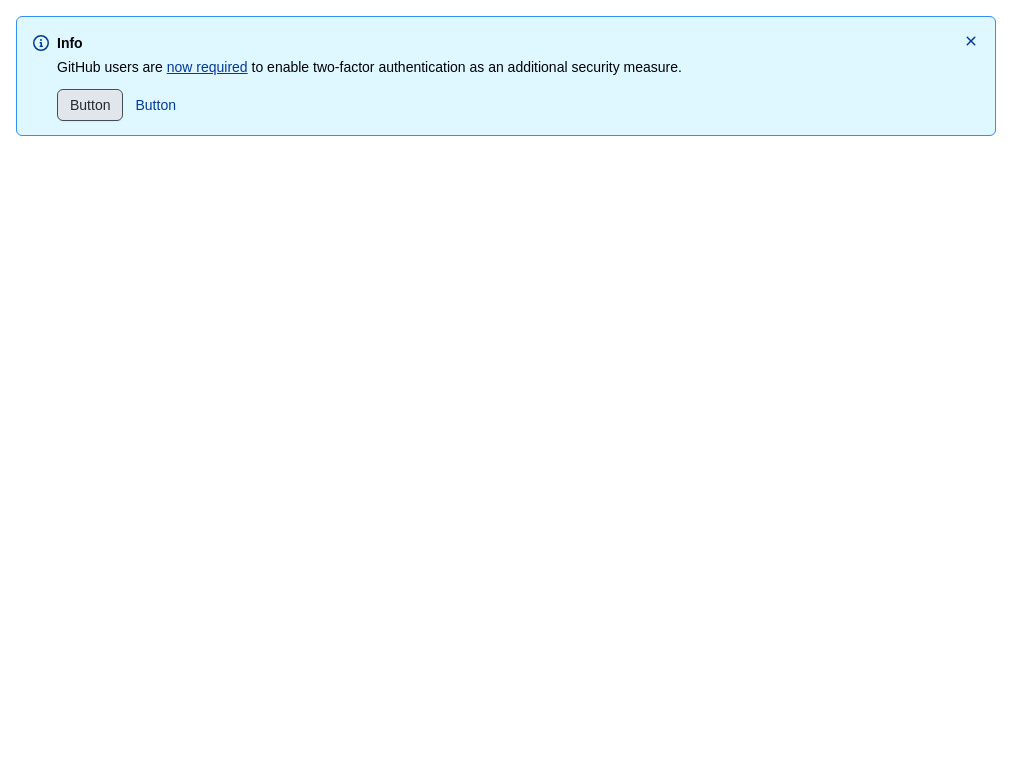 Info
GitHub users are now required to enable two-factor authentication as an additional security measure.
Button Button